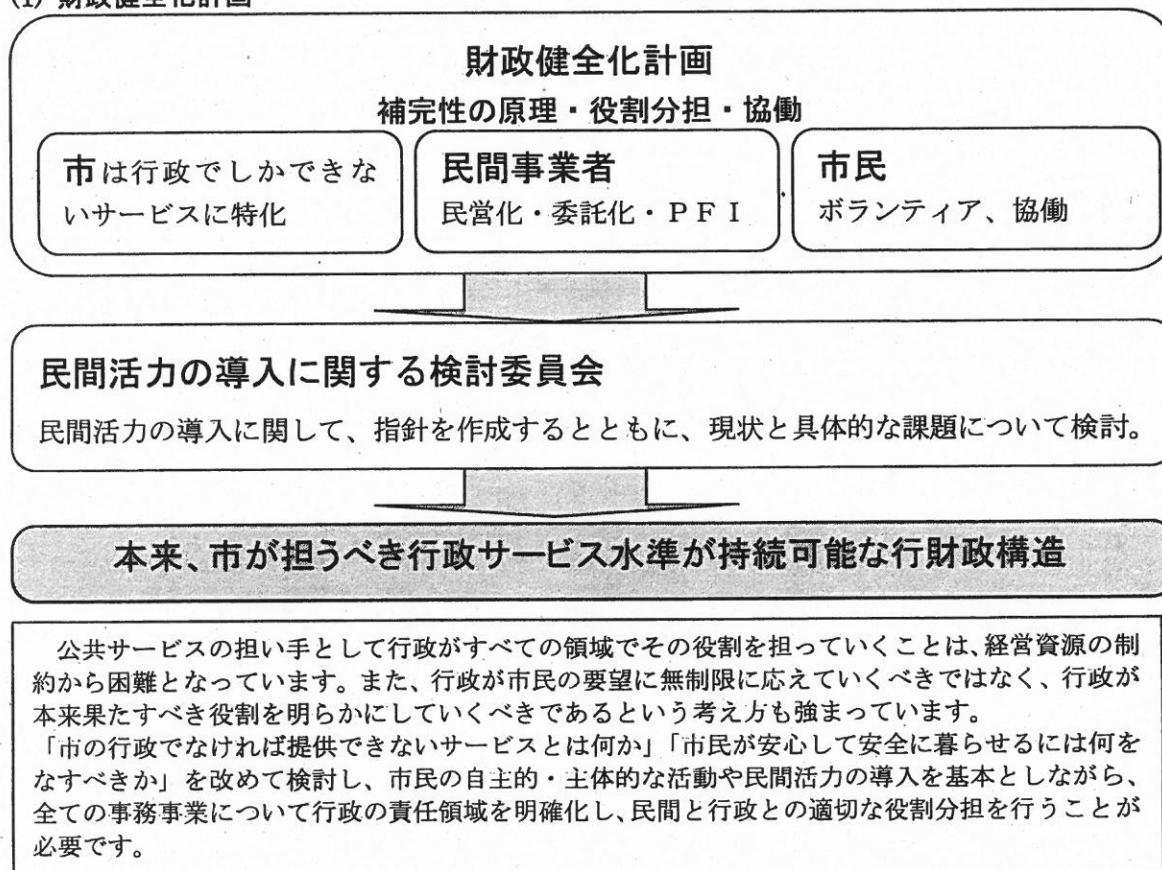 (1) 財政健全化計画
財政健全化計画
補完性の原理・役割分担・協働
市は行政でしかできな
いサービスに特化
民間事業者
民営化・委託化・ＰＦＩ
市民
ボランティア、協働
民間活力の導入に関する検討委員会
民間活力の導入に関して、指針を作成するとともに、現状と具体的な課題について検討。
本来、市が担うべき行政サービス水準が持続可能な行財政構造
公共サービスの担い手として行政がすべての領域でその役割を担っていくことは、経営資源の制
約から困難となっています。また、行政が市民の要望に無制限に応えていくべきではなく、行政が
本来果たすべき役割を明らかにしていくべきであるという考え方も強まっています。
「市の行政でなければ提供できないサービスとは何か」「市民が安心して安全に暮らせるには何を
なすべきか」を改めて検討し、市民の自主的・主体的な活動や民間活力の導入を基本としながら、
全ての事務事業について行政の責任領域を明確化し、民間と行政との適切な役割分担を行うことが
必要です。